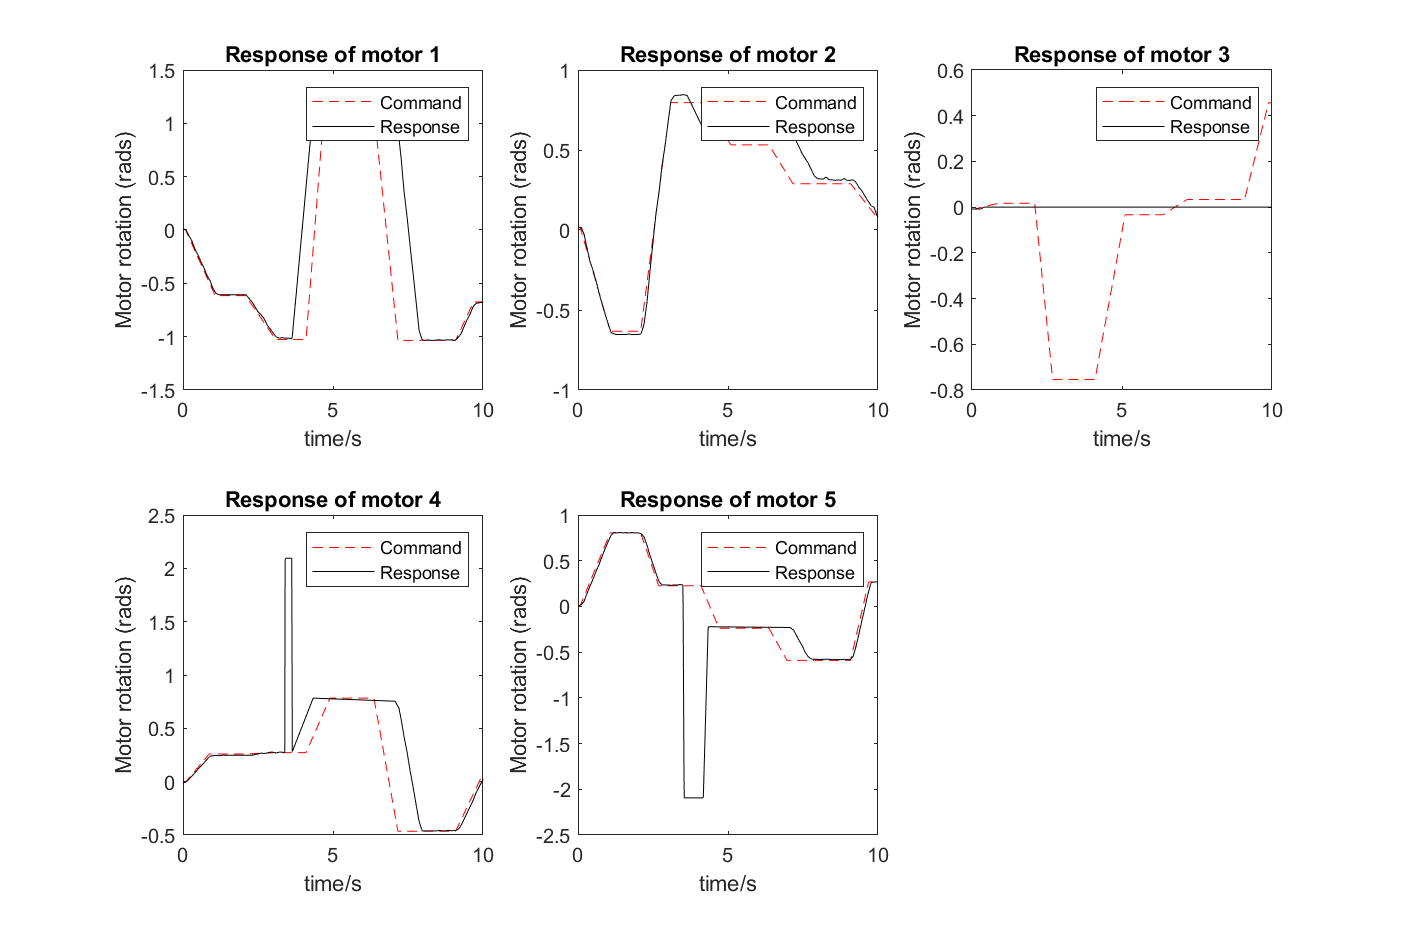 Response of motor 1
Command
Response
Motor rotation (rads)
1.5
1
0.5
0
-0.5
-1
-1.5
0
5
10
time/s
Response of motor 2
Command
Response
Motor rotation (rads)
1
0.5
0
-0.5
-1
0
5
10
time/s
Response of motor 3
Command
Response
Motor rotation (rads)
0.6
0.4
0.2
0
-0.2
-0.4
-0.6
-0.8
0
5
10
time/s
Response of motor 4
Command
Response
Motor rotation (rads)
2.5
2
1.5
1
0.5
0
-0.5
0
5
10
time/s
Response of motor 5
Command
Response
Motor rotation (rads)
1
0.5
0
-0.5
-1
-1.5
-2
-2.5
0
5
10
time/s